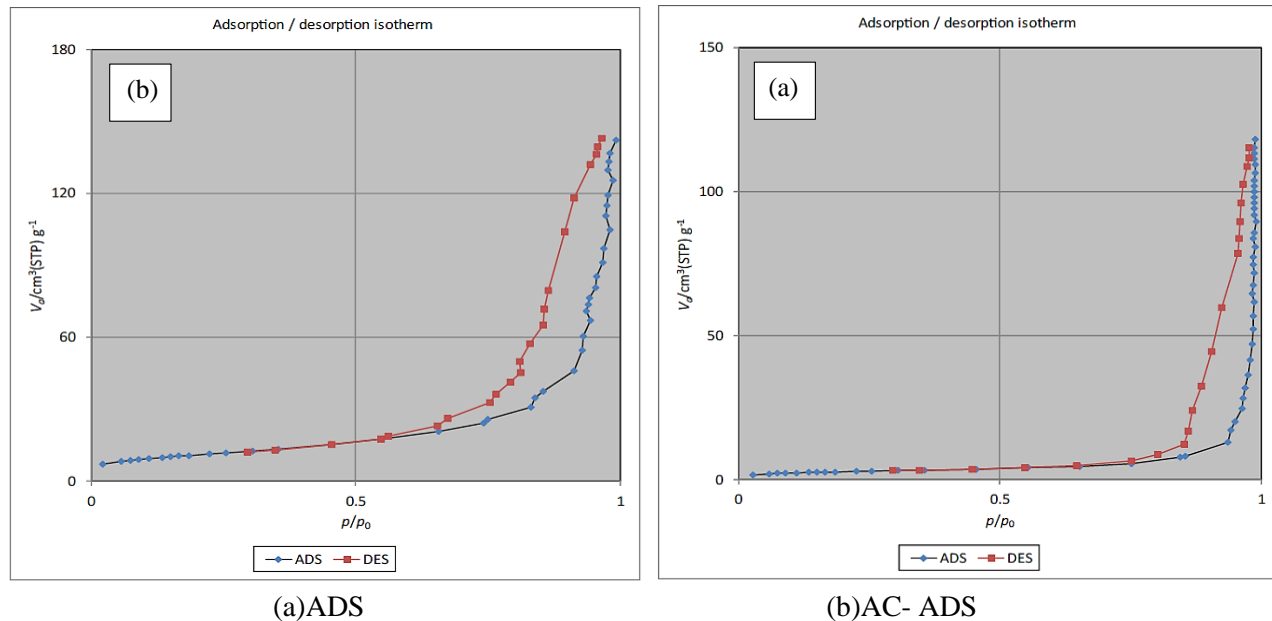 Adsorption / desorption isotherm
180
(b)
120
60
0
Vₐ/cm³(STP) g⁻¹
0
0.5
1
p/p₀
ADS DES
(a)ADS
Adsorption / desorption isotherm
150
(a)
100
50
0
Vₐ/cm³(STP) g⁻¹
0
0.5
1
p/p₀
ADS DES
(b)AC- ADS